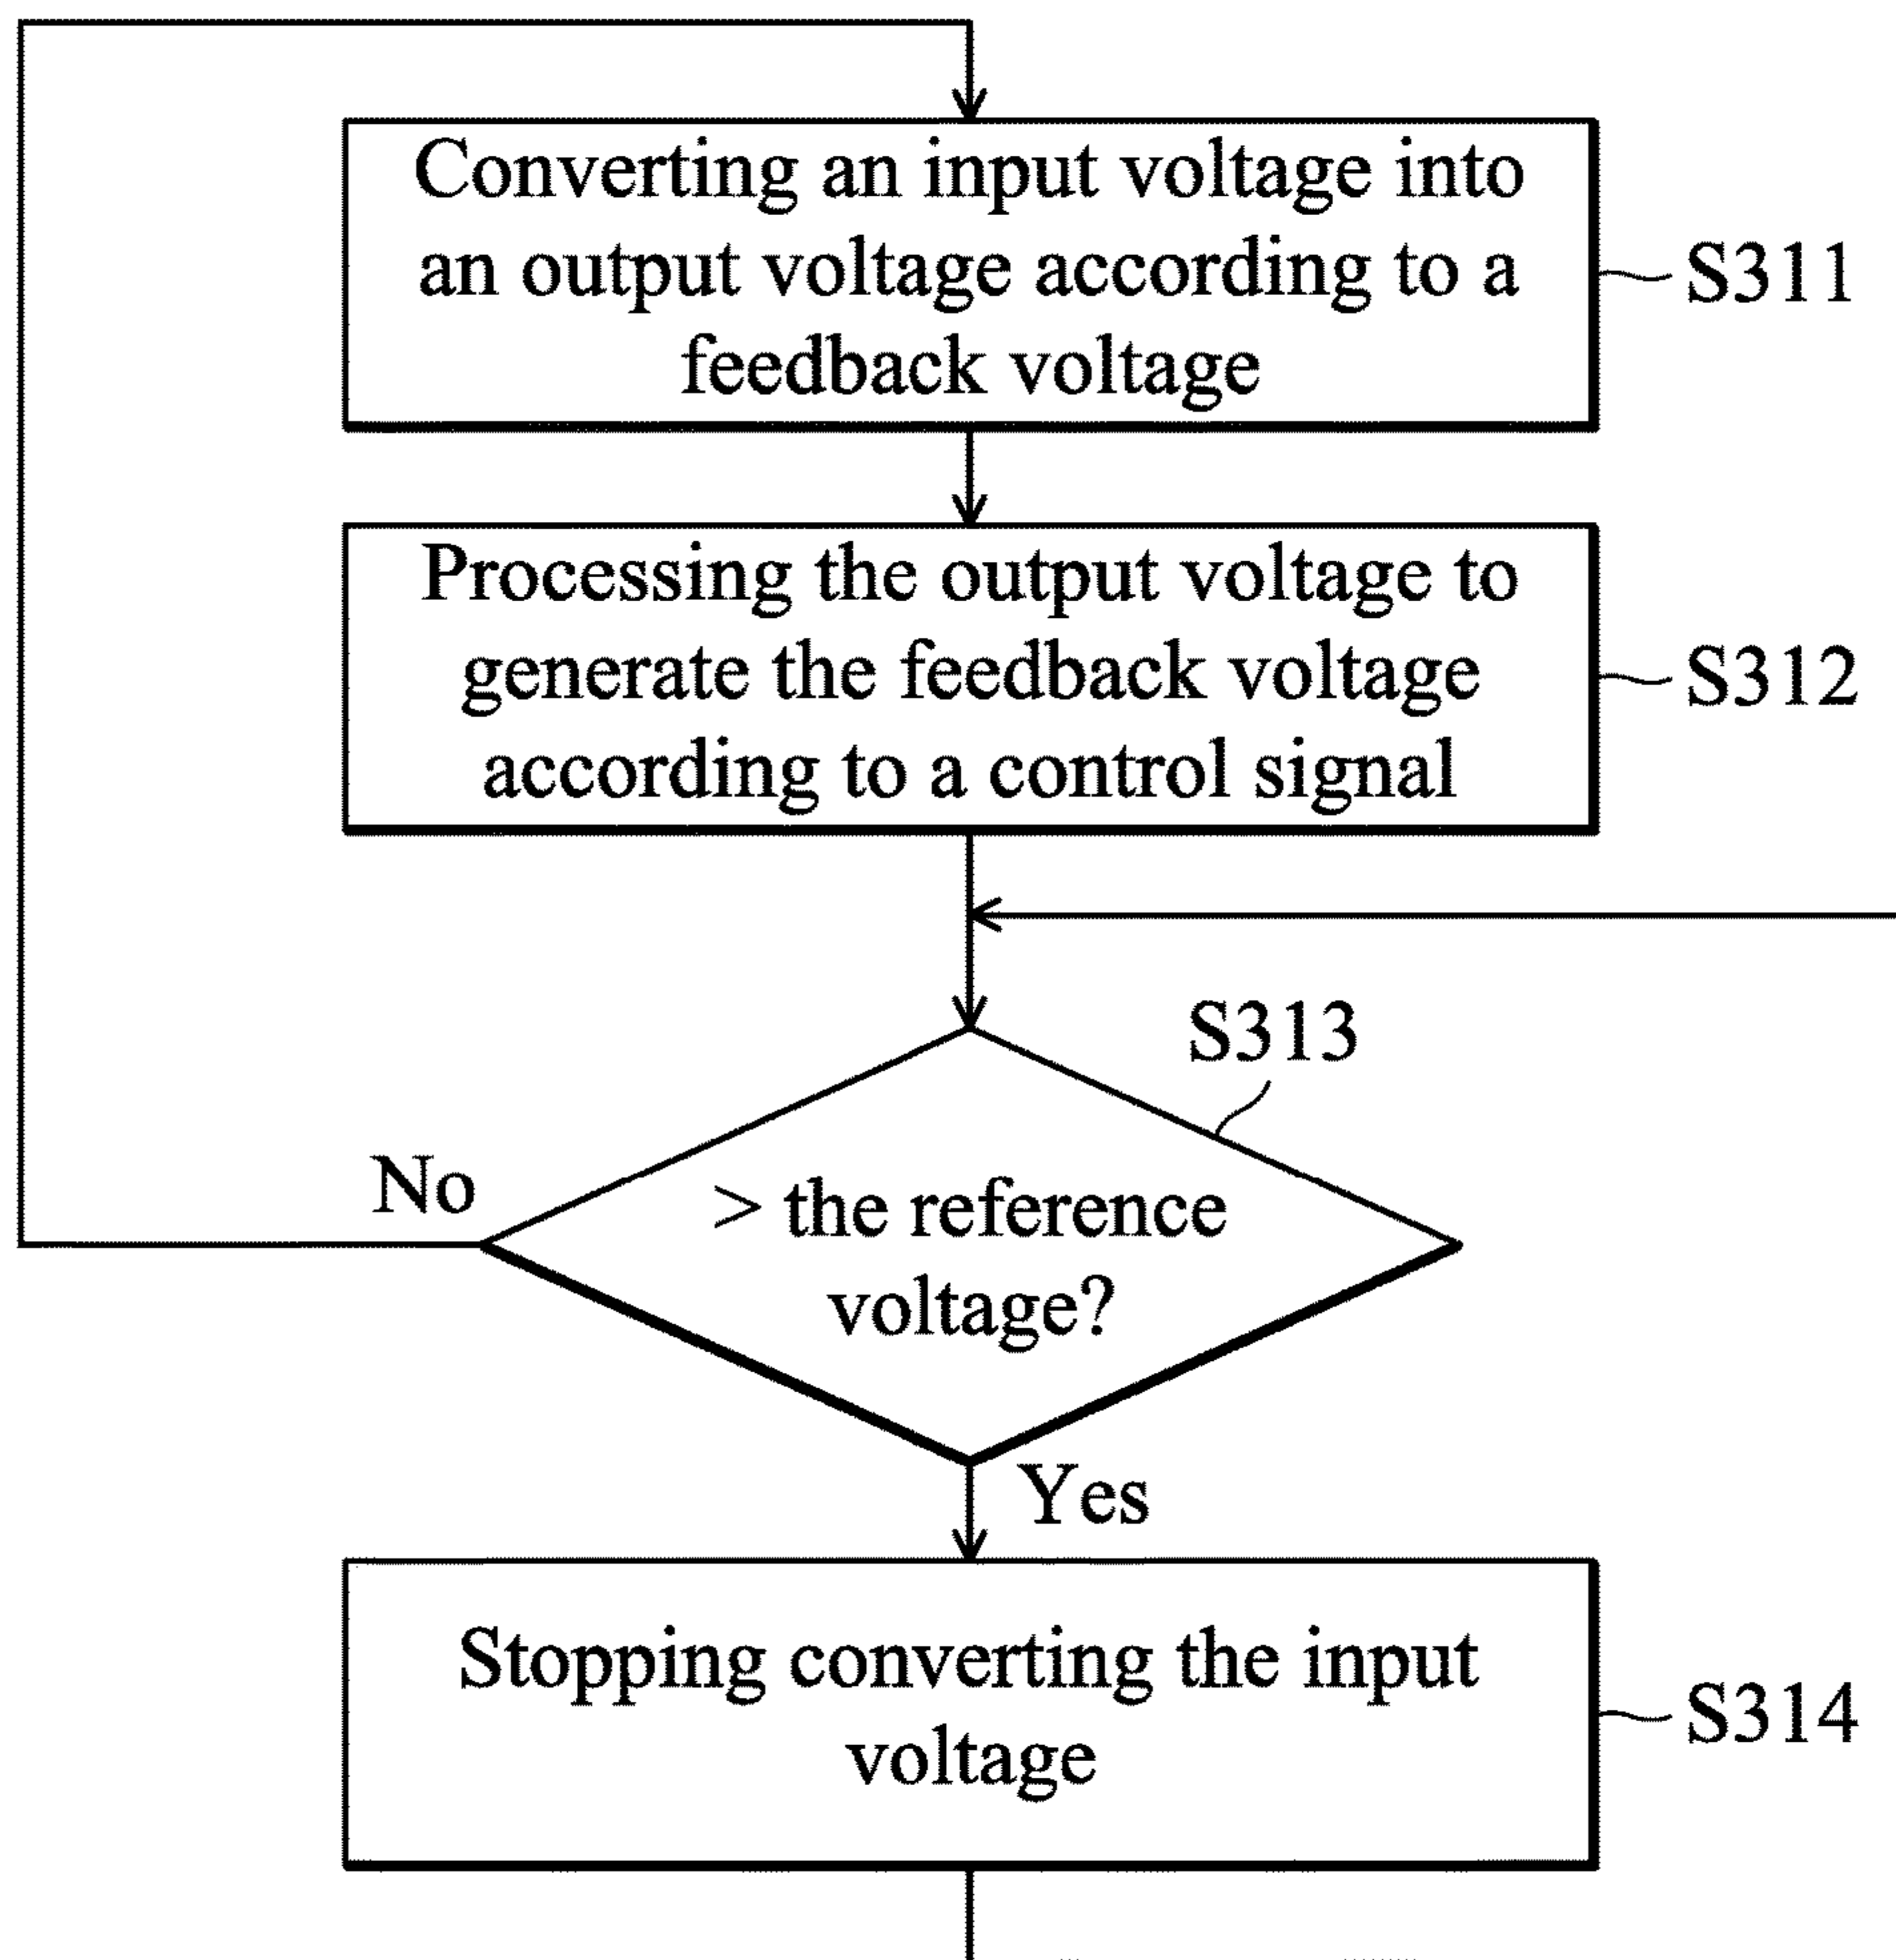 Converting an input voltage into
an output voltage according to a
feedback voltage
S311
Processing the output voltage to
generate the feedback voltage
according to a control signal
S312
S313
No
> the reference
voltage?
Yes
Stopping converting the input
voltage
S314